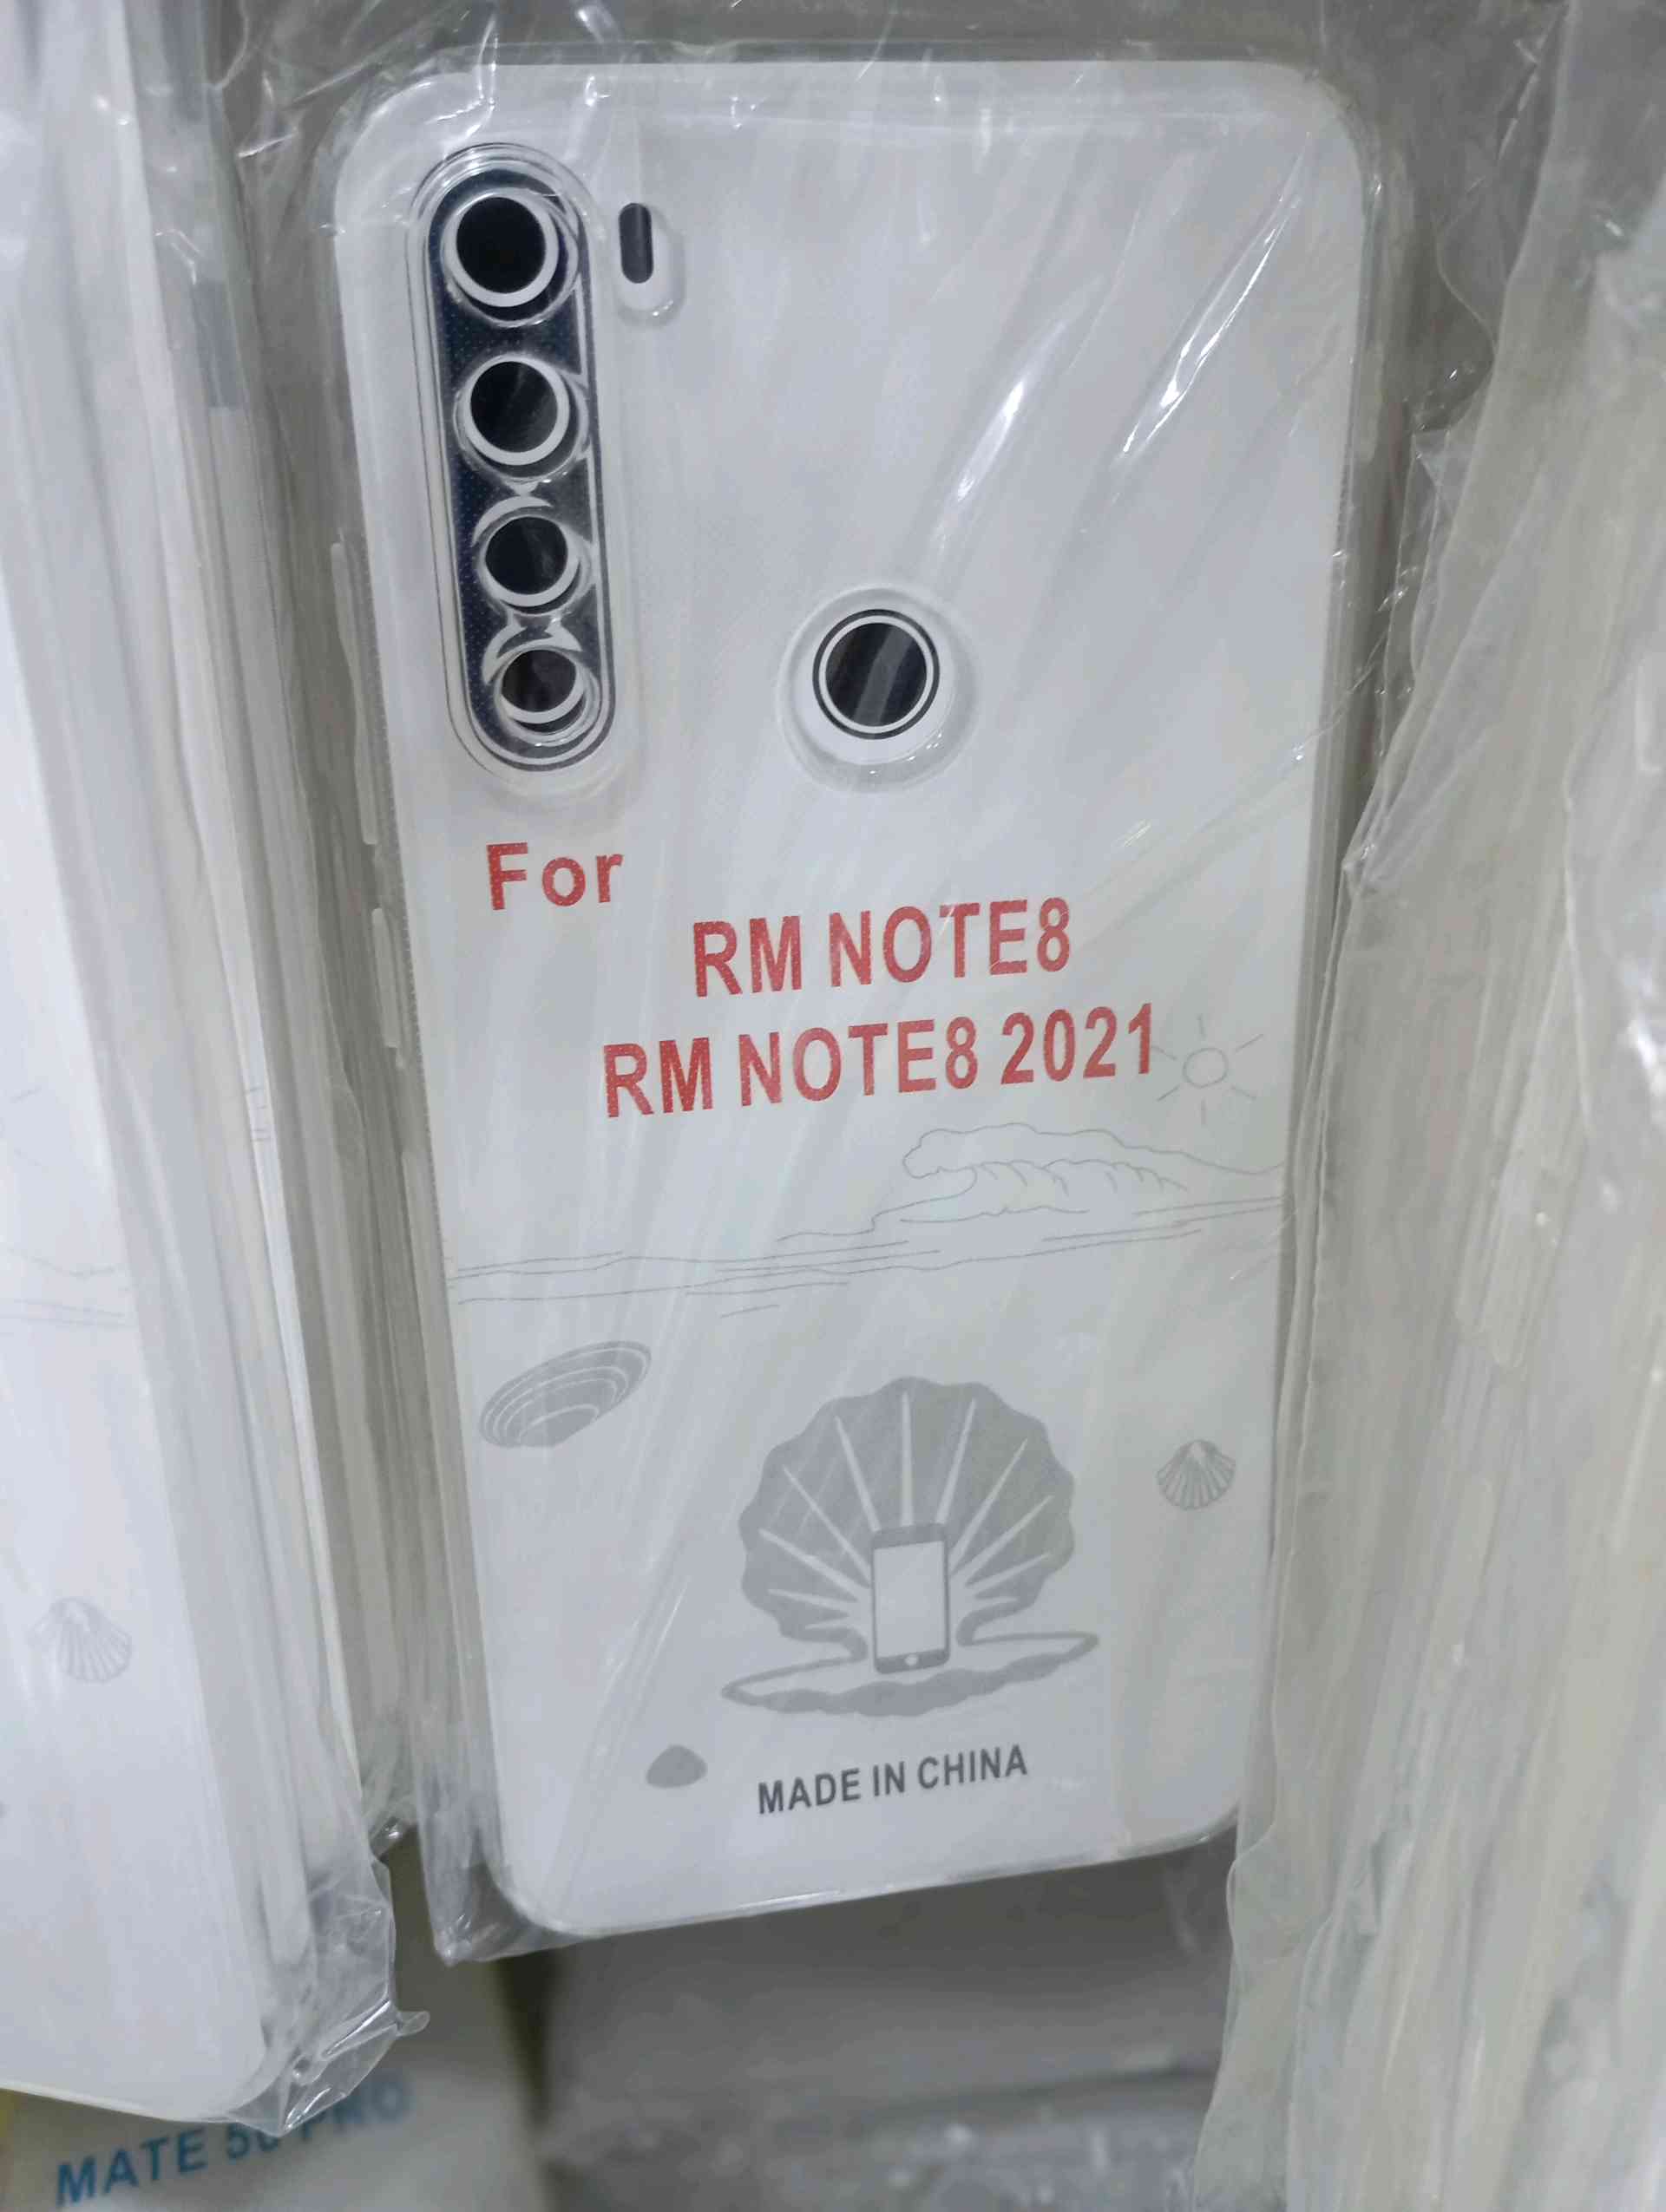 For
RM NOTE8
RM NOTE8 2021
MADE IN CHINA
MATE 50 PRO